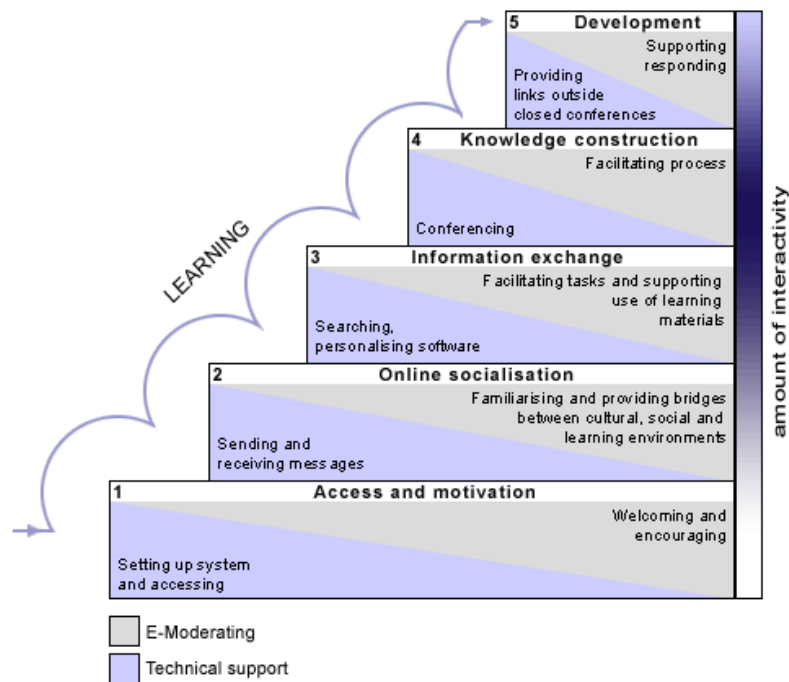 5 Development
Supporting
responding
Providing
links outside
closed conferences
4 Knowledge construction
Facilitating process
Conferencing
3 Information exchange
Facilitating tasks and supporting
use of learning
materials
Searching,
personalising software
2 Online socialisation
Familiarising and providing bridges
between cultural, social and
learning environments
Sending and
receiving messages
1 Access and motivation
Welcoming and
encouraging
Setting up system
and accessing
LEARNING
amount of interactivity
E-Moderating
Technical support